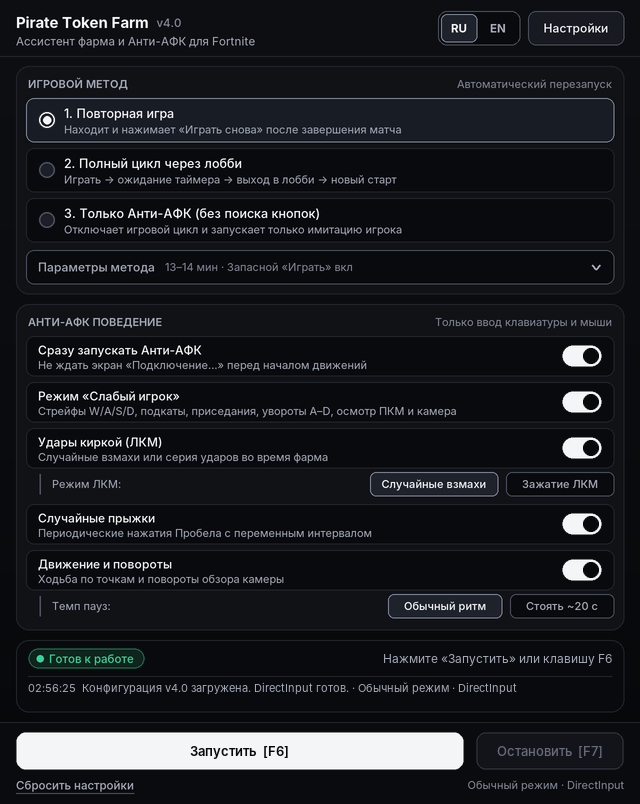 Pirate Token Farm v4.0
Ассистент фарма и Анти-АФК для Fortnite
RU EN Настройки
ИГРОВОЙ МЕТОД Автоматический перезапуск
1. Повторная игра
Находит и нажимает «Играть снова» после завершения матча
2. Полный цикл через лобби
Играть → ожидание таймера → выход в лобби → новый старт
3. Только Анти-АФК (без поиска кнопок)
Отключает игровой цикл и запускает только имитацию игрока
Параметры метода 13–14 мин · Запасной «Играть» вкл
АНТИ-АФК ПОВЕДЕНИЕ Только ввод клавиатуры и мыши
Сразу запускать Анти-АФК
Не ждать экран «Подключение...» перед началом движений
Режим «Слабый игрок»
Стрейфы W/A/S/D, подкаты, приседания, увороты A–D, осмотр ПКМ и камера
Удары киркой (ЛКМ)
Случайные взмахи или серия ударов во время фарма
Режим ЛКМ: Случайные взмахи Зажатие ЛКМ
Случайные прыжки
Периодические нажатия Пробела с переменным интервалом
Движение и повороты
Ходьба по точкам и повороты обзора камеры
Темп пауз: Обычный ритм Стоять ~20 с
Готов к работе Нажмите «Запустить» или клавишу F6
02:56:25 Конфигурация v4.0 загружена. DirectInput готов. · Обычный режим · DirectInput
Запустить [F6] Остановить [F7]
Сбросить настройки Обычный режим · DirectInput